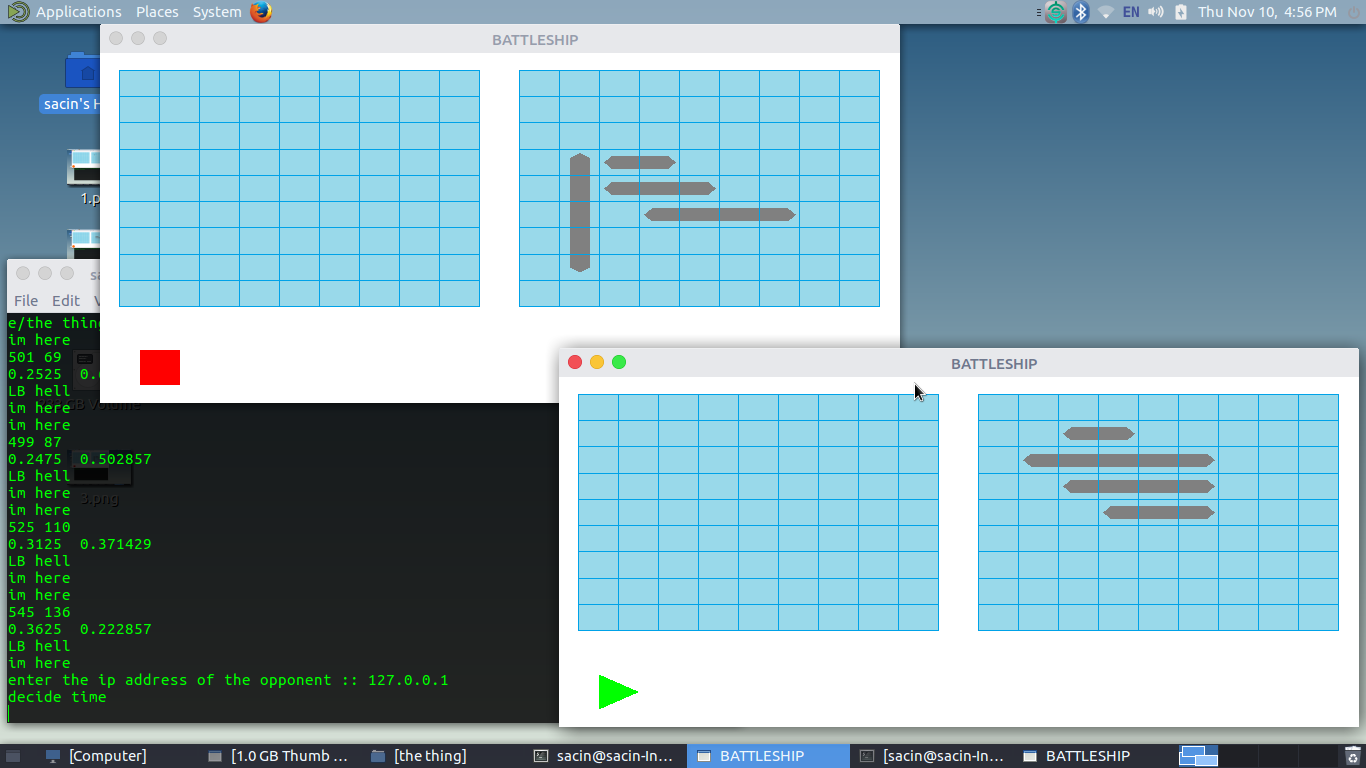 Applications Places System EN Thu Nov 10, 4:56 PM
BATTLESHIP
sacin's H
1.p
File Edit V
e/the thing
im here
501 69
0.2525 0.
LB hell
im here
im here
499 87
0.2475 0.502857
LB hell
im here
im here
3.png
525 110
0.3125 0.371429
LB hell
im here
im here
545 136
0.3625 0.222857
LB hell
im here
enter the ip address of the opponent :: 127.0.0.1
decide time
BATTLESHIP
[Computer] [1.0 GB Thumb ... [the thing] sacin@sacin-In... BATTLESHIP [sacin@sacin-In... BATTLESHIP